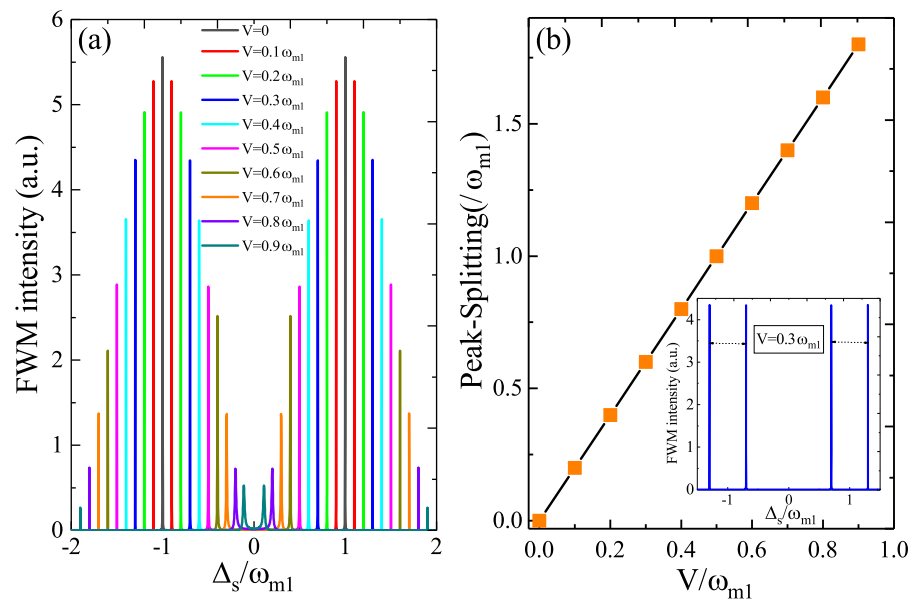 (a)
V=0
V=0.1ωm1
V=0.2ωm1
V=0.3ωm1
V=0.4ωm1
V=0.5ωm1
V=0.6ωm1
V=0.7ωm1
V=0.8ωm1
V=0.9ωm1
6
5
4
3
2
1
0
FWM intensity (a.u.)
-2
-1
0
1
2
Δs/ωm1
(b)
1.5
1.0
0.5
0.0
Peak-Splitting(/ωm1)
0.0
0.2
0.4
0.6
0.8
1.0
V/ωm1
V=0.3ωm1
4
3
2
1
0
FWM intensity (a.u.)
-1
0
1
Δs/ωm1